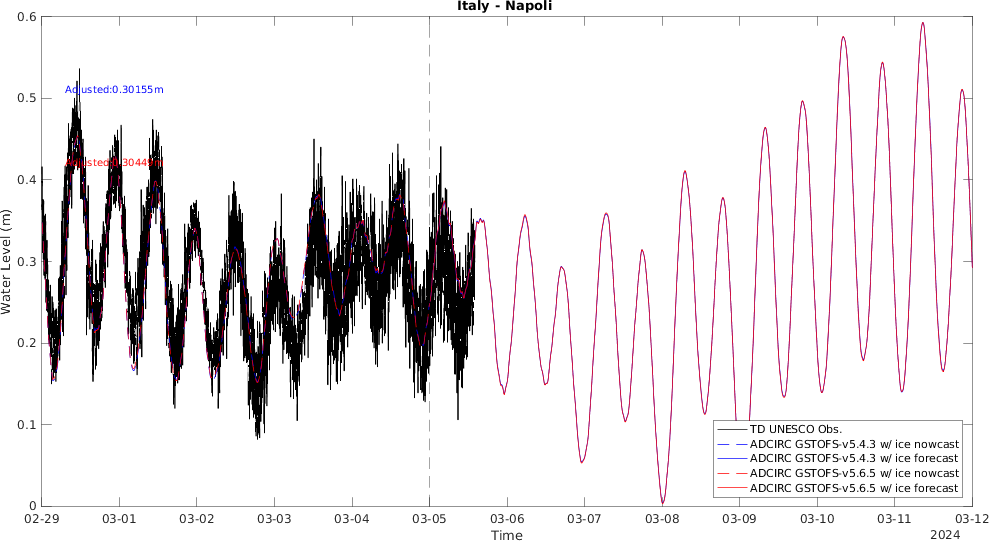 Italy - Napoli
Water Level (m)
0.6
0.5
0.4
0.3
0.2
0.1
0
Adjusted:0.30155m
Adjusted:0.30449m
TD UNESCO Obs.
ADCIRC GSTOFS-v5.4.3 w/ ice nowcast
ADCIRC GSTOFS-v5.4.3 w/ ice forecast
ADCIRC GSTOFS-v5.6.5 w/ ice nowcast
ADCIRC GSTOFS-v5.6.5 w/ ice forecast
02-29 03-01 03-02 03-03 03-04 03-05 03-06 03-07 03-08 03-09 03-10 03-11 03-12
Time
2024